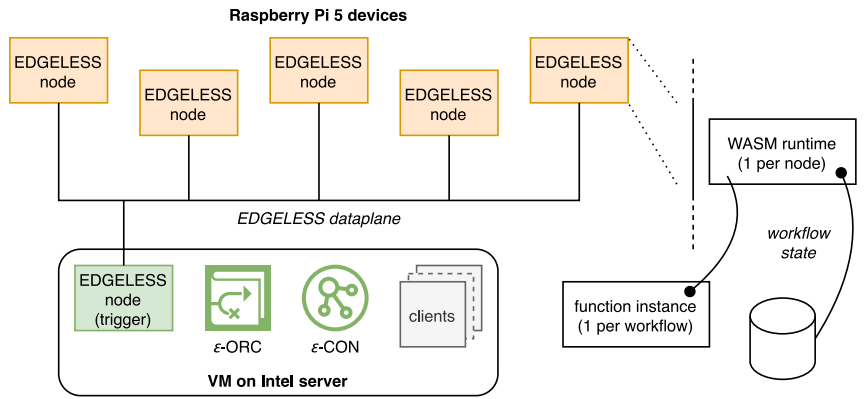 Raspberry Pi 5 devices
EDGELESS
node
EDGELESS
node
EDGELESS
node
EDGELESS
node
EDGELESS
node
WASM runtime
(1 per node)
EDGELESS dataplane
workflow
state
EDGELESS
node
(trigger)
ε-ORC
ε-CON
clients
function instance
(1 per workflow)
VM on Intel server